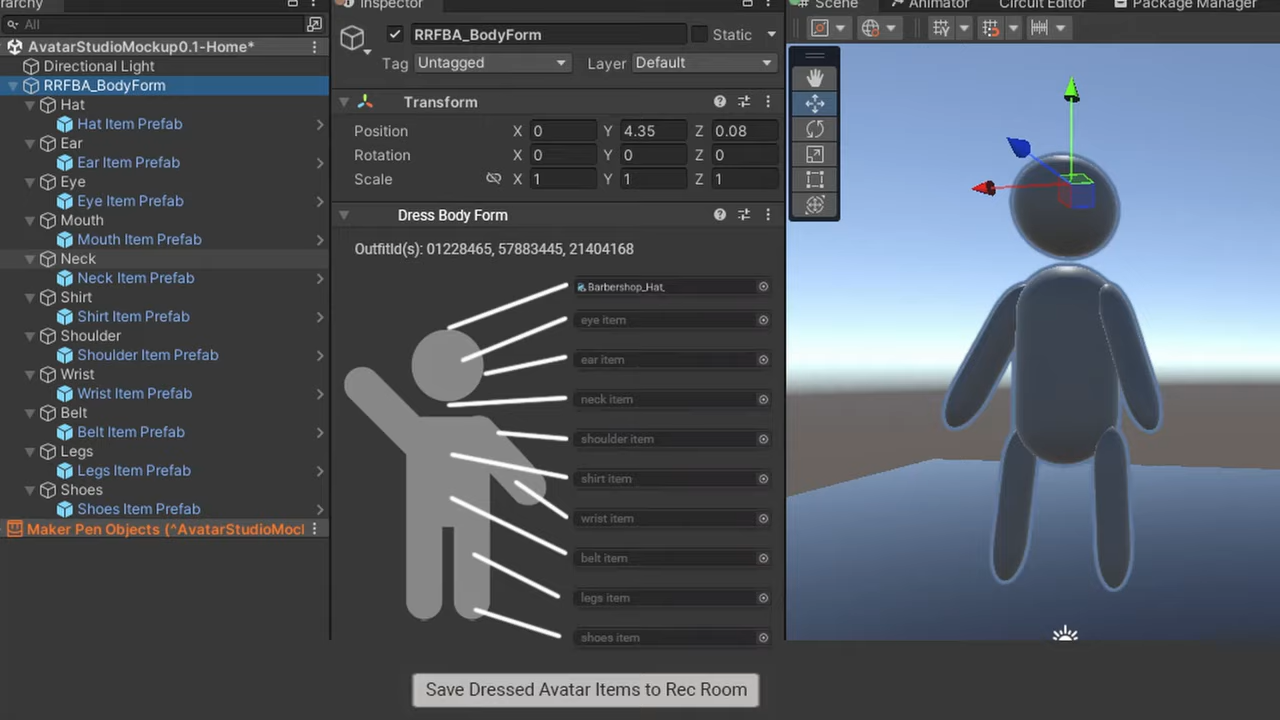 rarchy
All
AvatarStudioMockup0.1-Home*
Directional Light
RRFBA_BodyForm
Hat
Hat Item Prefab
Ear
Ear Item Prefab
Eye
Eye Item Prefab
Mouth
Mouth Item Prefab
Neck
Neck Item Prefab
Shirt
Shirt Item Prefab
Shoulder
Shoulder Item Prefab
Wrist
Wrist Item Prefab
Belt
Belt Item Prefab
Legs
Legs Item Prefab
Shoes
Shoes Item Prefab
Maker Pen Objects (^AvatarStudioMocl
Inspector
RRFBA_BodyForm
Static
Tag Untagged Layer Default
Transform
Position X 0 Y 4.35 Z 0.08
Rotation X 0 Y 0 Z 0
Scale X 1 Y 1 Z 1
Dress Body Form
OutfitId(s): 01228465, 57883445, 21404168
Barbershop_Hat_
eye item
ear item
neck item
shoulder item
shirt item
wrist item
belt item
legs item
shoes item
Save Dressed Avatar Items to Rec Room
Scene Animator Circuit Editor Package Manager